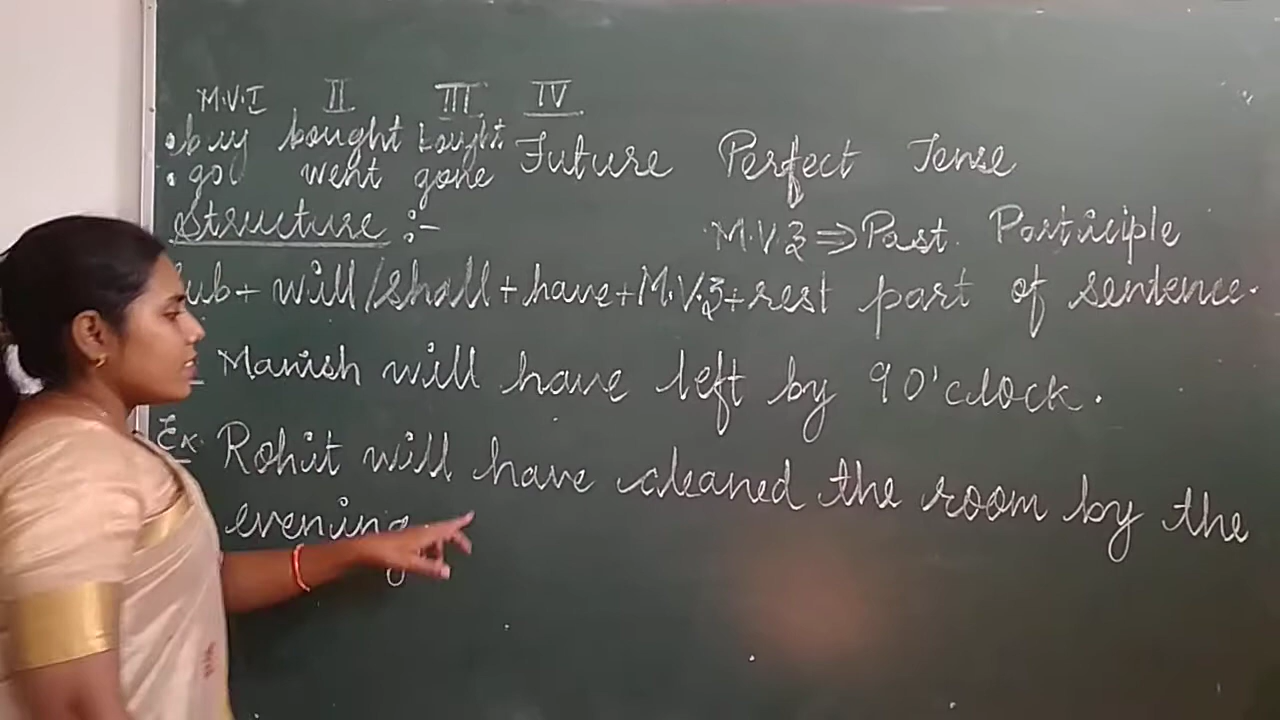 M.V.I II III IV
•buy bought bought
•go went gone
Future Perfect Tense
Structure :-
M.V.3 ⇒ Past Participle
Sub + will/shall + have + M.V.3 + rest part of sentence.
Manish will have left by 9 O'clock.
Ex. Rohit will have cleaned the room by the
evening